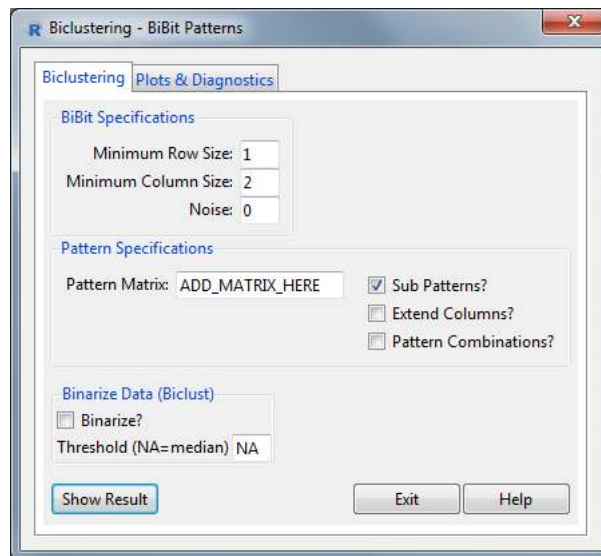 R Biclustering - BiBit Patterns
Biclustering Plots & Diagnostics
BiBit Specifications
Minimum Row Size: 1
Minimum Column Size: 2
Noise: 0
Pattern Specifications
Pattern Matrix: ADD_MATRIX_HERE
Sub Patterns?
Extend Columns?
Pattern Combinations?
Binarize Data (Biclust)
Binarize?
Threshold (NA=median) NA
Show Result Exit Help